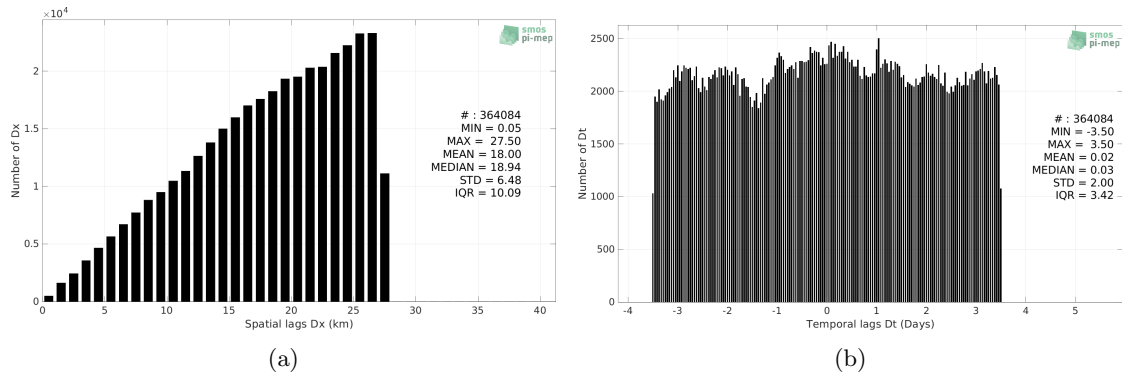 ×10⁴
smos
pi-mep
2
1.5
1
0.5
0
Number of Dx
# : 364084
MIN = 0.05
MAX = 27.50
MEAN = 18.00
MEDIAN = 18.94
STD = 6.48
IQR = 10.09
0 5 10 15 20 25 30 35 40
Spatial lags Dx (km)
(a)
smos
pi-mep
2500
2000
1500
1000
500
0
Number of Dt
# : 364084
MIN = -3.50
MAX = 3.50
MEAN = 0.02
MEDIAN = 0.03
STD = 2.00
IQR = 3.42
-4 -3 -2 -1 0 1 2 3 4 5
Temporal lags Dt (Days)
(b)